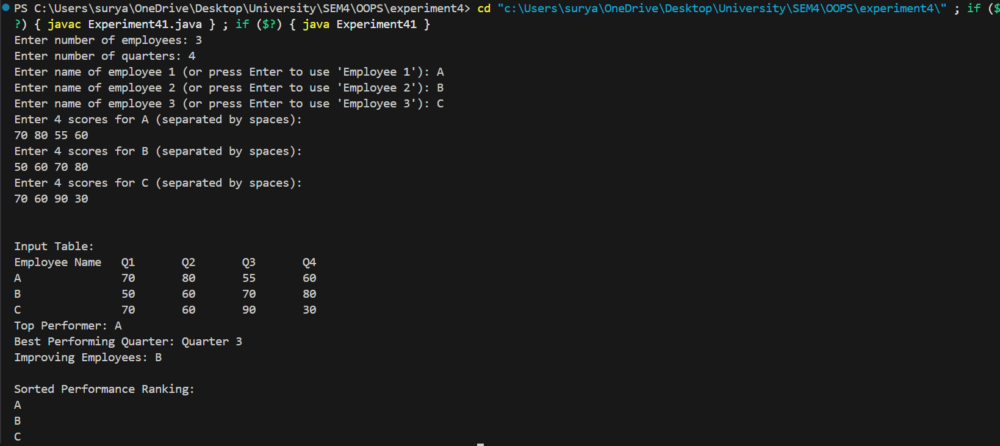 PS C:\Users\surya\OneDrive\Desktop\University\SEM4\OOPS\experiment4> cd "c:\Users\surya\OneDrive\Desktop\University\SEM4\OOPS\experiment4\" ; if ($
?) { javac Experiment41.java } ; if ($?) { java Experiment41 }
Enter number of employees: 3
Enter number of quarters: 4
Enter name of employee 1 (or press Enter to use 'Employee 1'): A
Enter name of employee 2 (or press Enter to use 'Employee 2'): B
Enter name of employee 3 (or press Enter to use 'Employee 3'): C
Enter 4 scores for A (separated by spaces):
70 80 55 60
Enter 4 scores for B (separated by spaces):
50 60 70 80
Enter 4 scores for C (separated by spaces):
70 60 90 30
Input Table:
Employee Name   Q1       Q2       Q3       Q4
A               70       80       55       60
B               50       60       70       80
C               70       60       90       30
Top Performer: A
Best Performing Quarter: Quarter 3
Improving Employees: B
Sorted Performance Ranking:
A
B
C